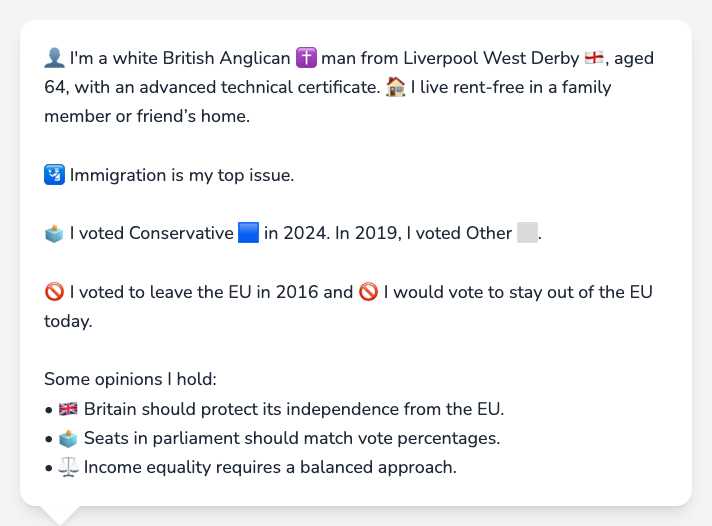 👤 I'm a white British Anglican ✝️ man from Liverpool West Derby 🏴󠁧󠁢󠁥󠁮󠁧󠁿, aged
64, with an advanced technical certificate. 🏠 I live rent-free in a family
member or friend’s home.
🛂 Immigration is my top issue.
🗳️ I voted Conservative 🟦 in 2024. In 2019, I voted Other ⬜.
🚫 I voted to leave the EU in 2016 and 🚫 I would vote to stay out of the EU
today.
Some opinions I hold:
• 🇬🇧 Britain should protect its independence from the EU.
• 🗳️ Seats in parliament should match vote percentages.
• ⚖️ Income equality requires a balanced approach.